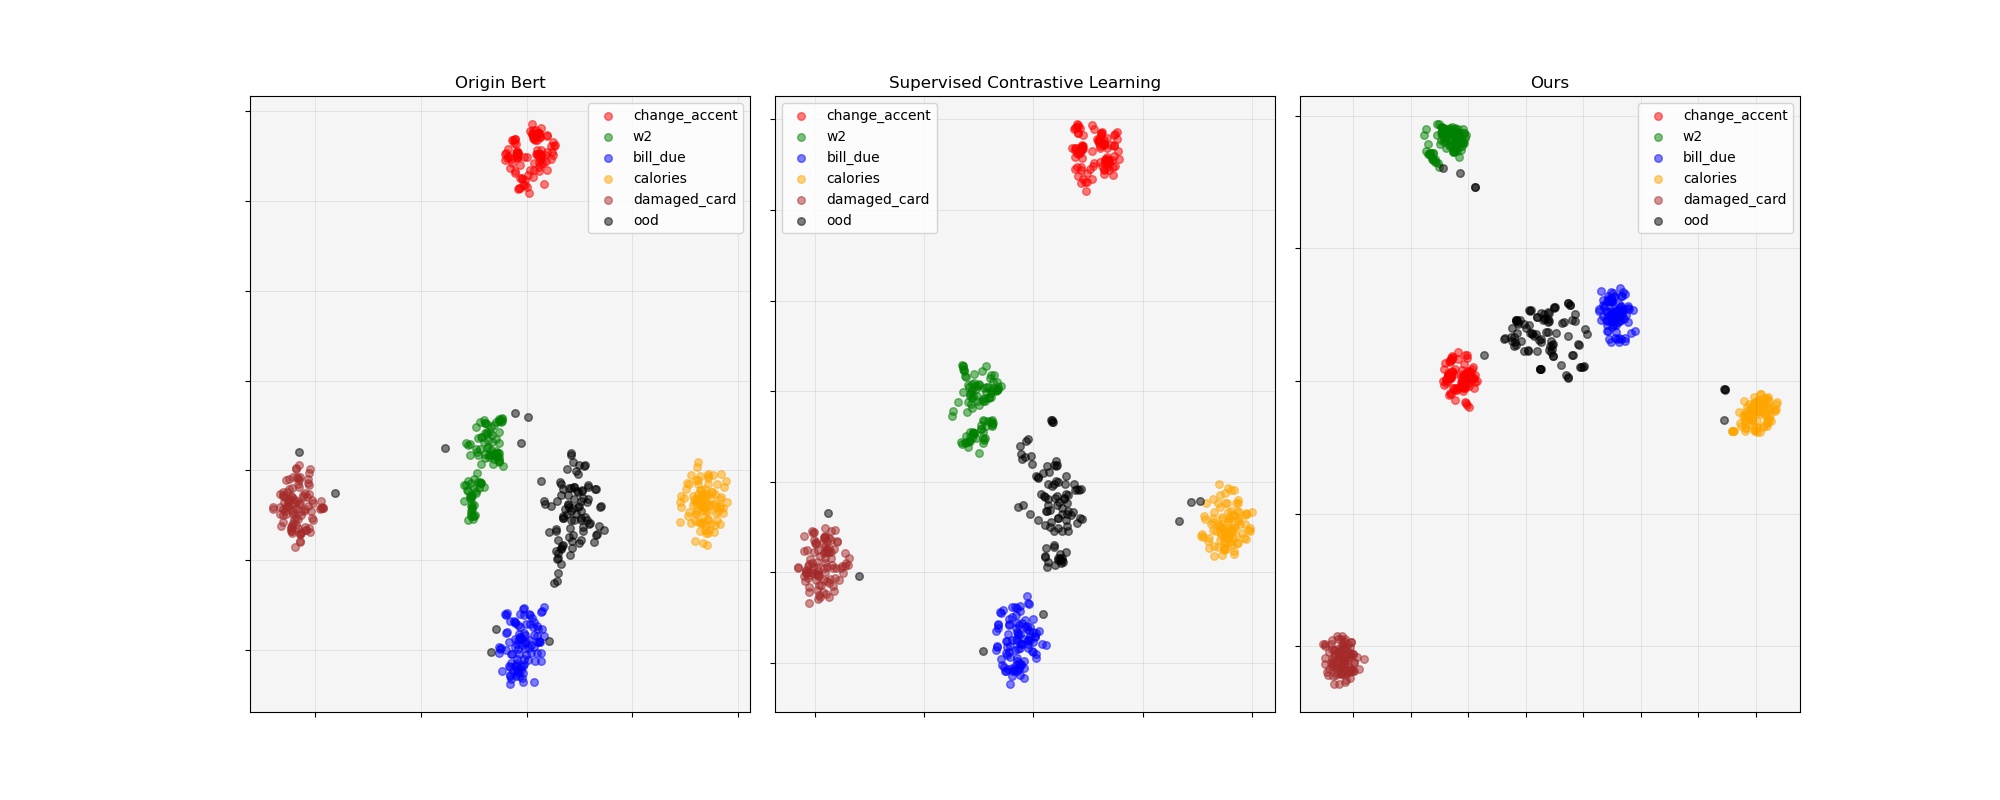 Origin Bert
change_accent
w2
bill_due
calories
damaged_card
ood
Supervised Contrastive Learning
change_accent
w2
bill_due
calories
damaged_card
ood
Ours
change_accent
w2
bill_due
calories
damaged_card
ood